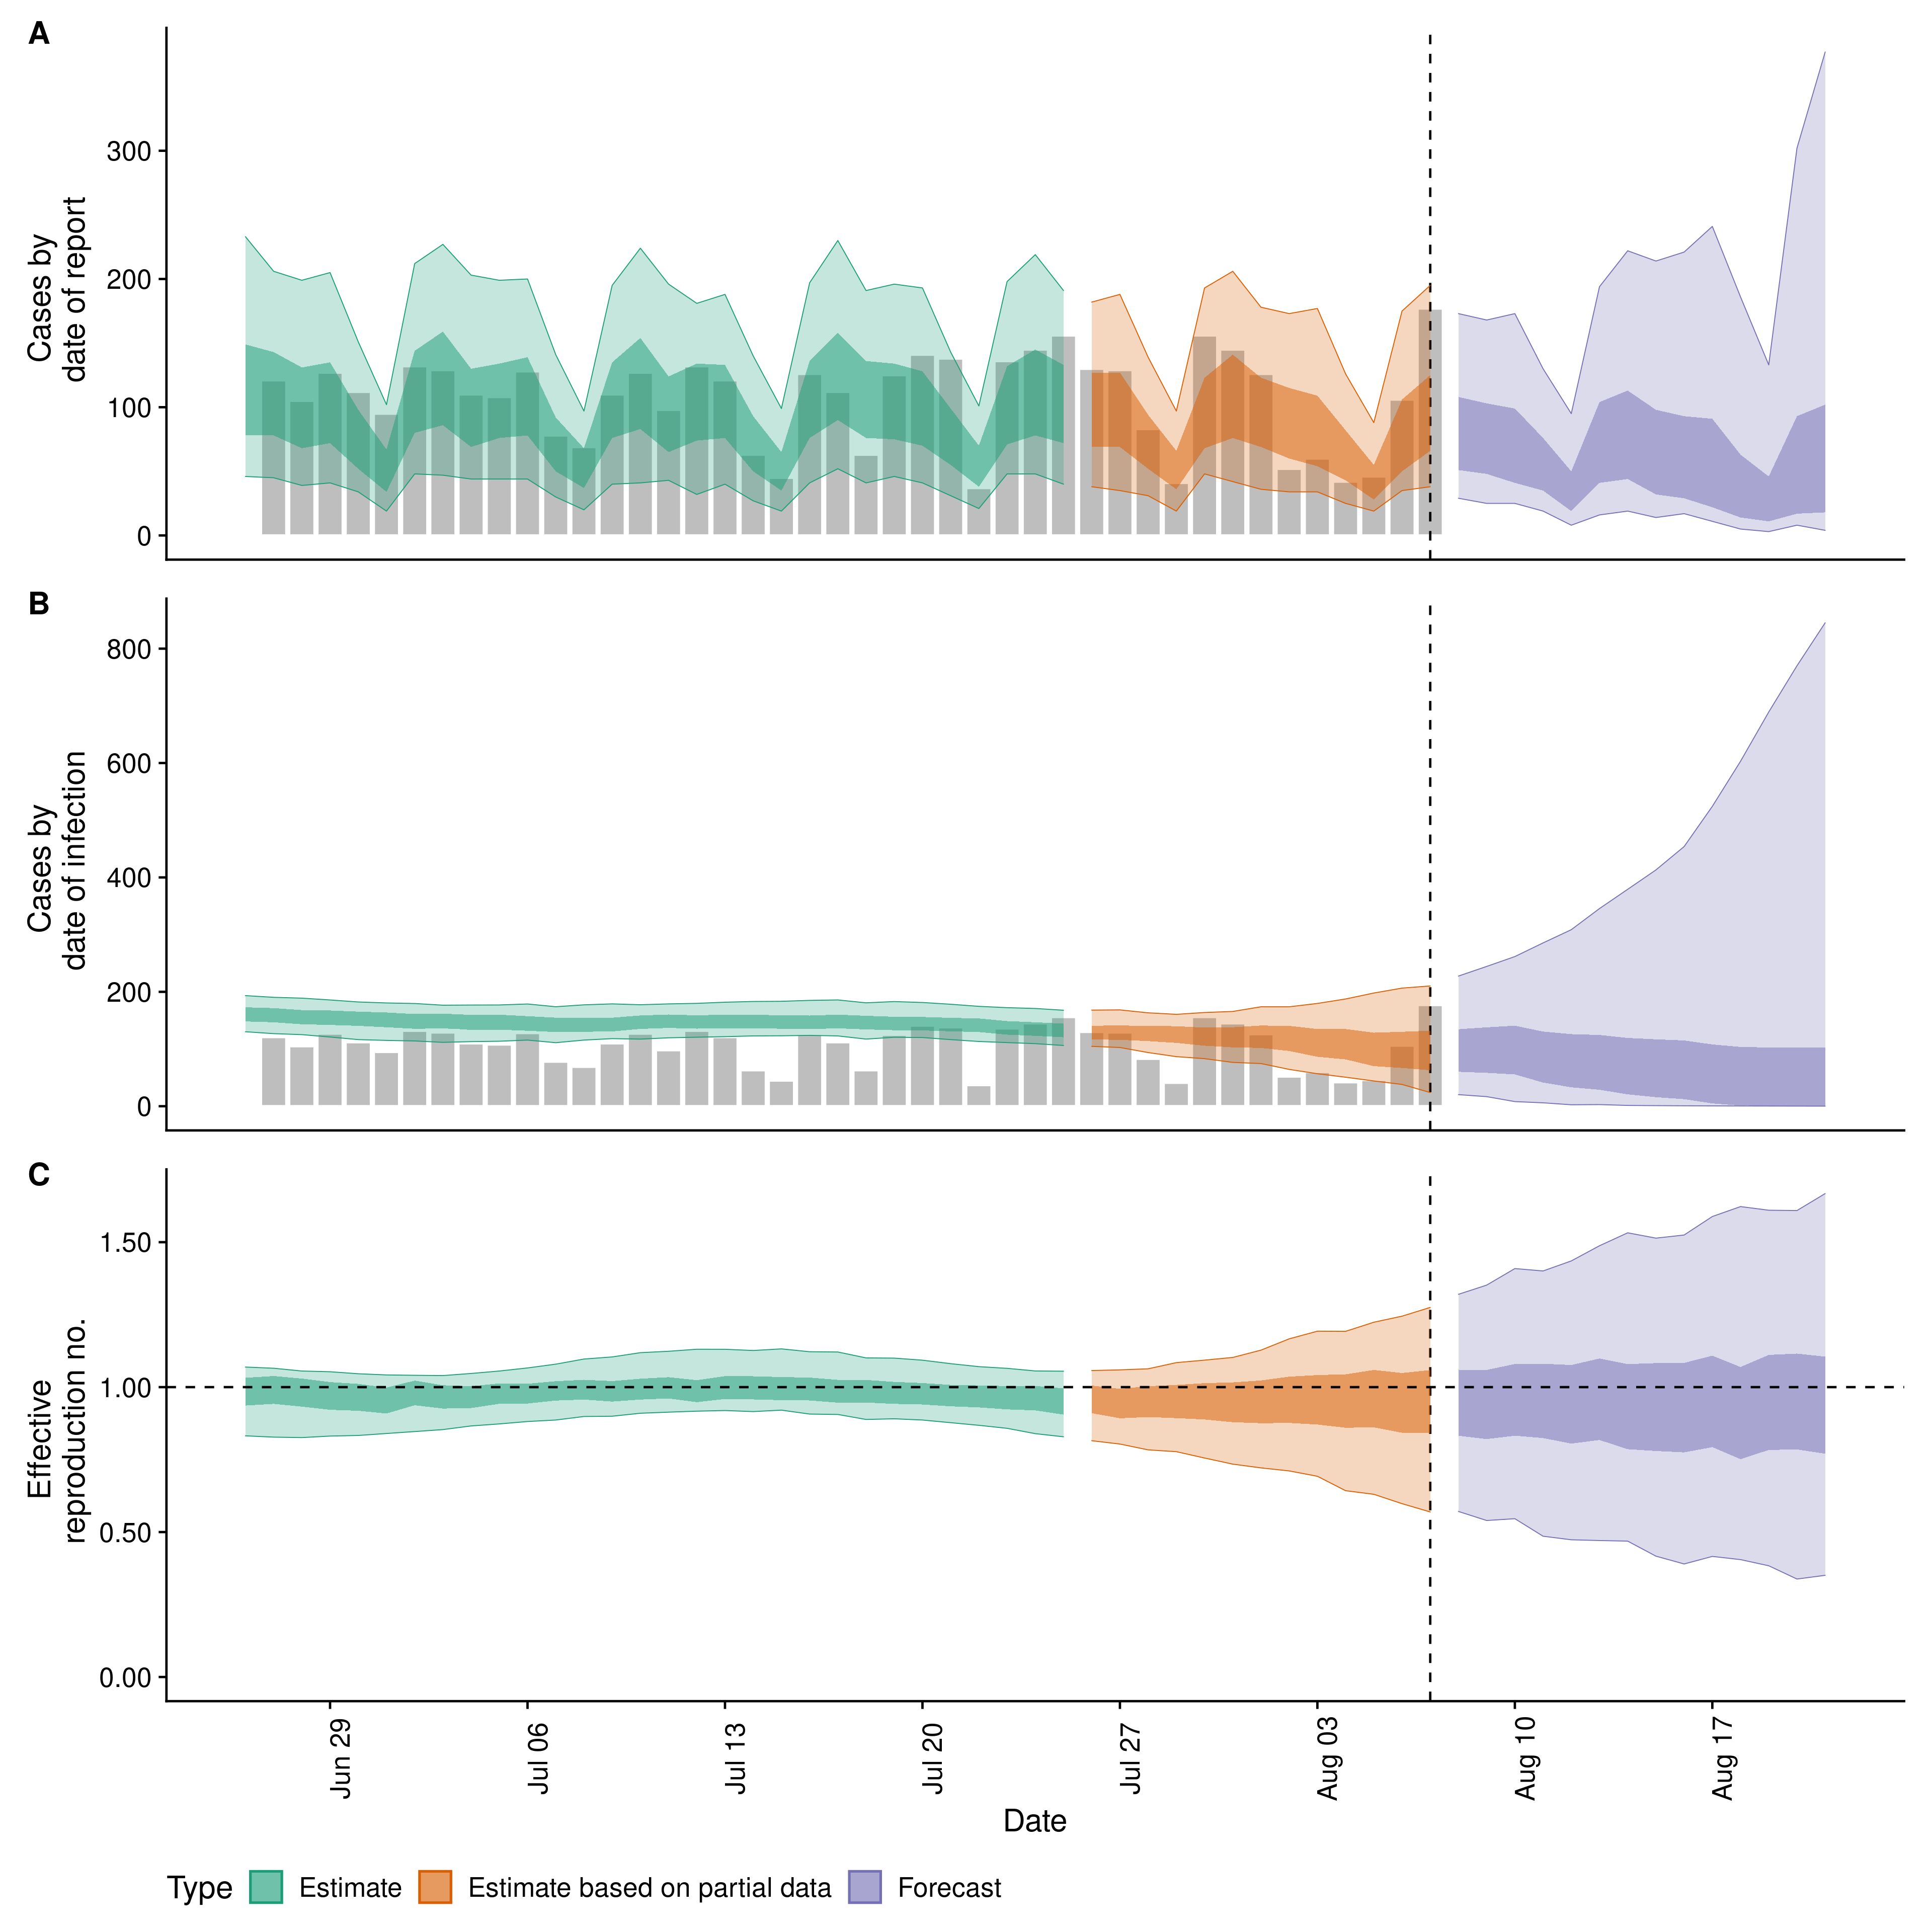 A
Cases by
date of report
300
200
100
0
B
Cases by
date of infection
800
600
400
200
0
C
Effective
reproduction no.
1.50
1.00
0.50
0.00
Jun 29
Jul 06
Jul 13
Jul 20
Jul 27
Aug 03
Aug 10
Aug 17
Date
Type Estimate Estimate based on partial data Forecast